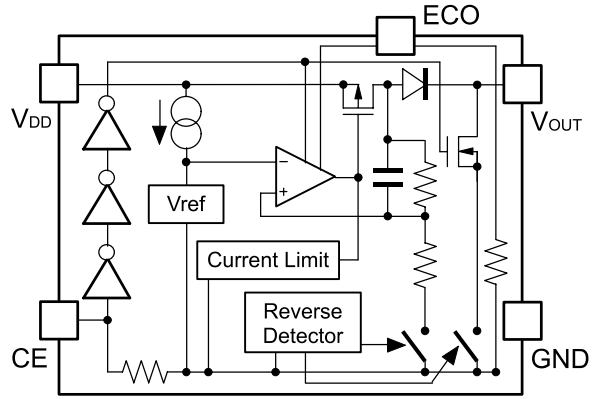 ECO
VDD
VOUT
Vref
−
+
Current Limit
Reverse
Detector
CE
GND